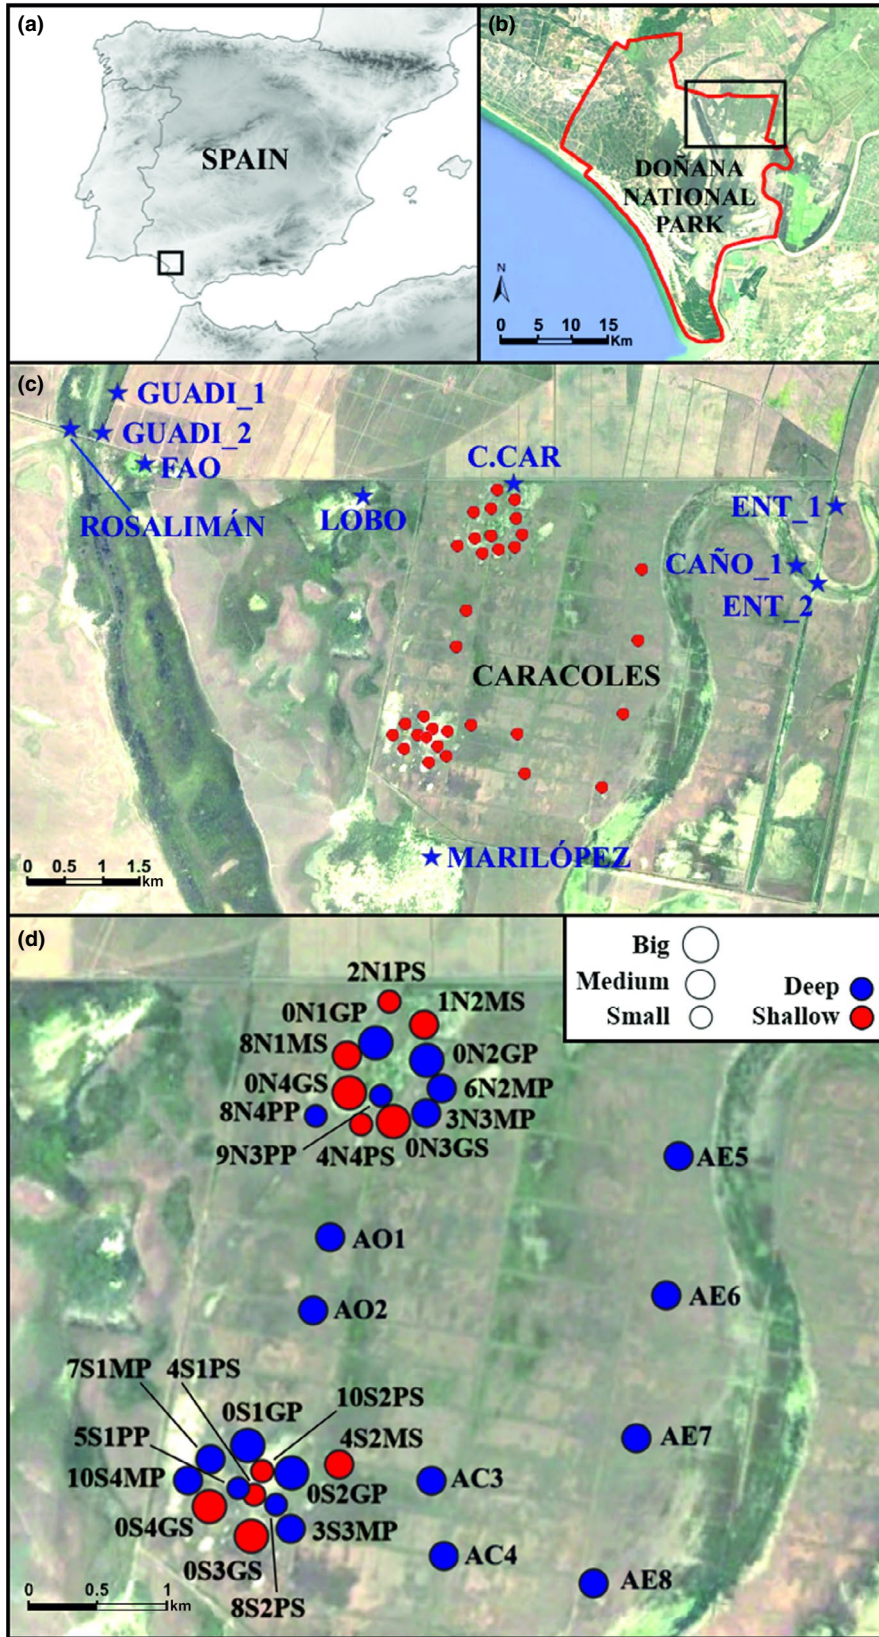 (a)
SPAIN
(b)
DOÑANA
NATIONAL
PARK
N
0 5 10 15
Km
(c)
GUADI_1
GUADI_2
FAO
ROSALIMÁN
LOBO
C.CAR
ENT_1
CAÑO_1
ENT_2
CARACOLES
MARILÓPEZ
0 0.5 1 1.5
km
(d)
Big
Medium
Small
Deep
Shallow
2N1PS
0N1GP
1N2MS
8N1MS
0N2GP
0N4GS
6N2MP
8N4PP
3N3MP
9N3PP
4N4PS
0N3GS
AE5
AO1
AE6
AO2
7S1MP
4S1PS
10S2PS
0S1GP
4S2MS
5S1PP
AE7
10S4MP
0S2GP
AC3
0S4GS
3S3MP
0S3GS
AC4
8S2PS
AE8
0 0.5 1
km